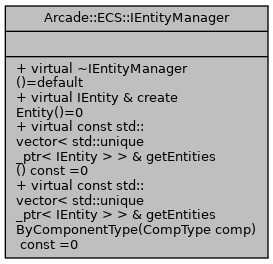 Arcade::ECS::IEntityManager
+ virtual ~IEntityManager
()=default
+ virtual IEntity & create
Entity()=0
+ virtual const std::
vector< std::unique
_ptr< IEntity > > & getEntities
() const =0
+ virtual const std::
vector< std::unique
_ptr< IEntity > > & getEntities
ByComponentType(CompType comp)
const =0